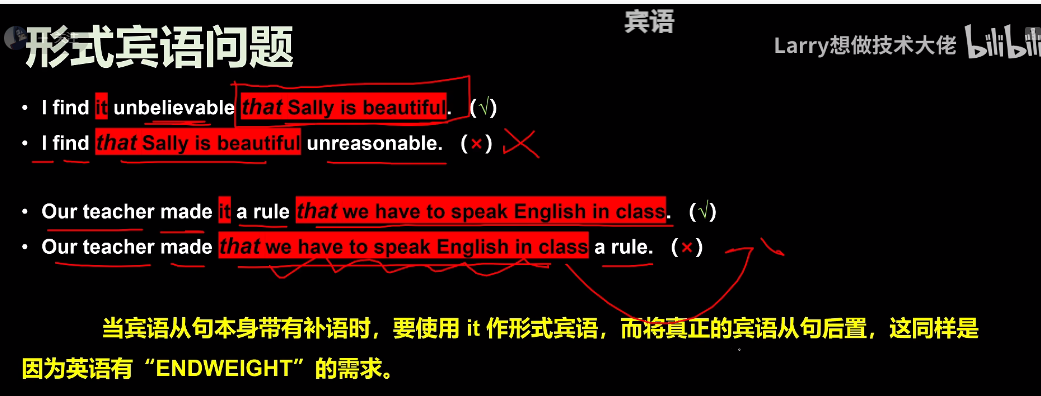 宾语
形式宾语问题
Larry想做技术大佬 bilibili
• I find it unbelievable that Sally is beautiful. (√)
• I find that Sally is beautiful unreasonable. (×)
• Our teacher made it a rule that we have to speak English in class. (√)
• Our teacher made that we have to speak English in class a rule. (×)
当宾语从句本身带有补语时，要使用 it 作形式宾语，而将真正的宾语从句后置，这同样是
因为英语有“ENDWEIGHT”的需求。